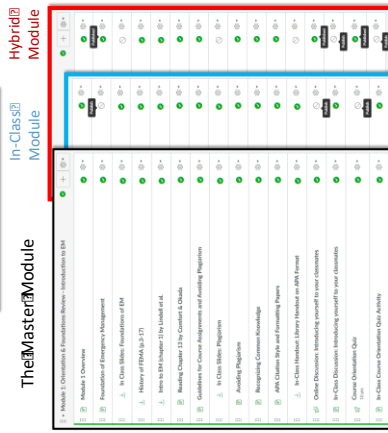 Hybrid
Module
In-Class
Module
The Master Module
Module 1: Orientation & Foundations Review - Introduction to EM
Module 1 Overview
Foundation of Emergency Management
In Class Slides: Foundations of EM
History of FEMA (p.3-17)
Intro to EM (chapter 1) by Lindell et al.
Reading Chapter 13 by Comfort & Okada
Guidelines for Course Assignments and Avoiding Plagiarism
In Class Slides: Plagiarism
Avoiding Plagiarism
Recognizing Common Knowledge
APA Citation Style and Formatting Papers
In-Class Handout: Library Handout on APA Format
Online Discussion: Introducing yourself to your classmates
In-Class Discussion: Introducing yourself to your classmates
Course Orientation Quiz
In-Class Course Orientation Quiz Activity